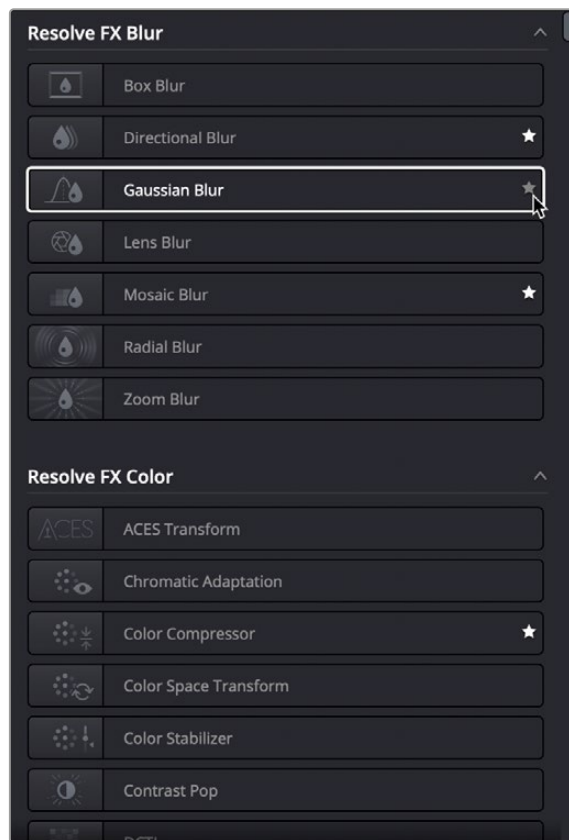 Resolve FX Blur
Box Blur
Directional Blur
Gaussian Blur
Lens Blur
Mosaic Blur
Radial Blur
Zoom Blur
Resolve FX Color
ACES ACES Transform
Chromatic Adaptation
Color Compressor
Color Space Transform
Color Stabilizer
Contrast Pop
DCTL